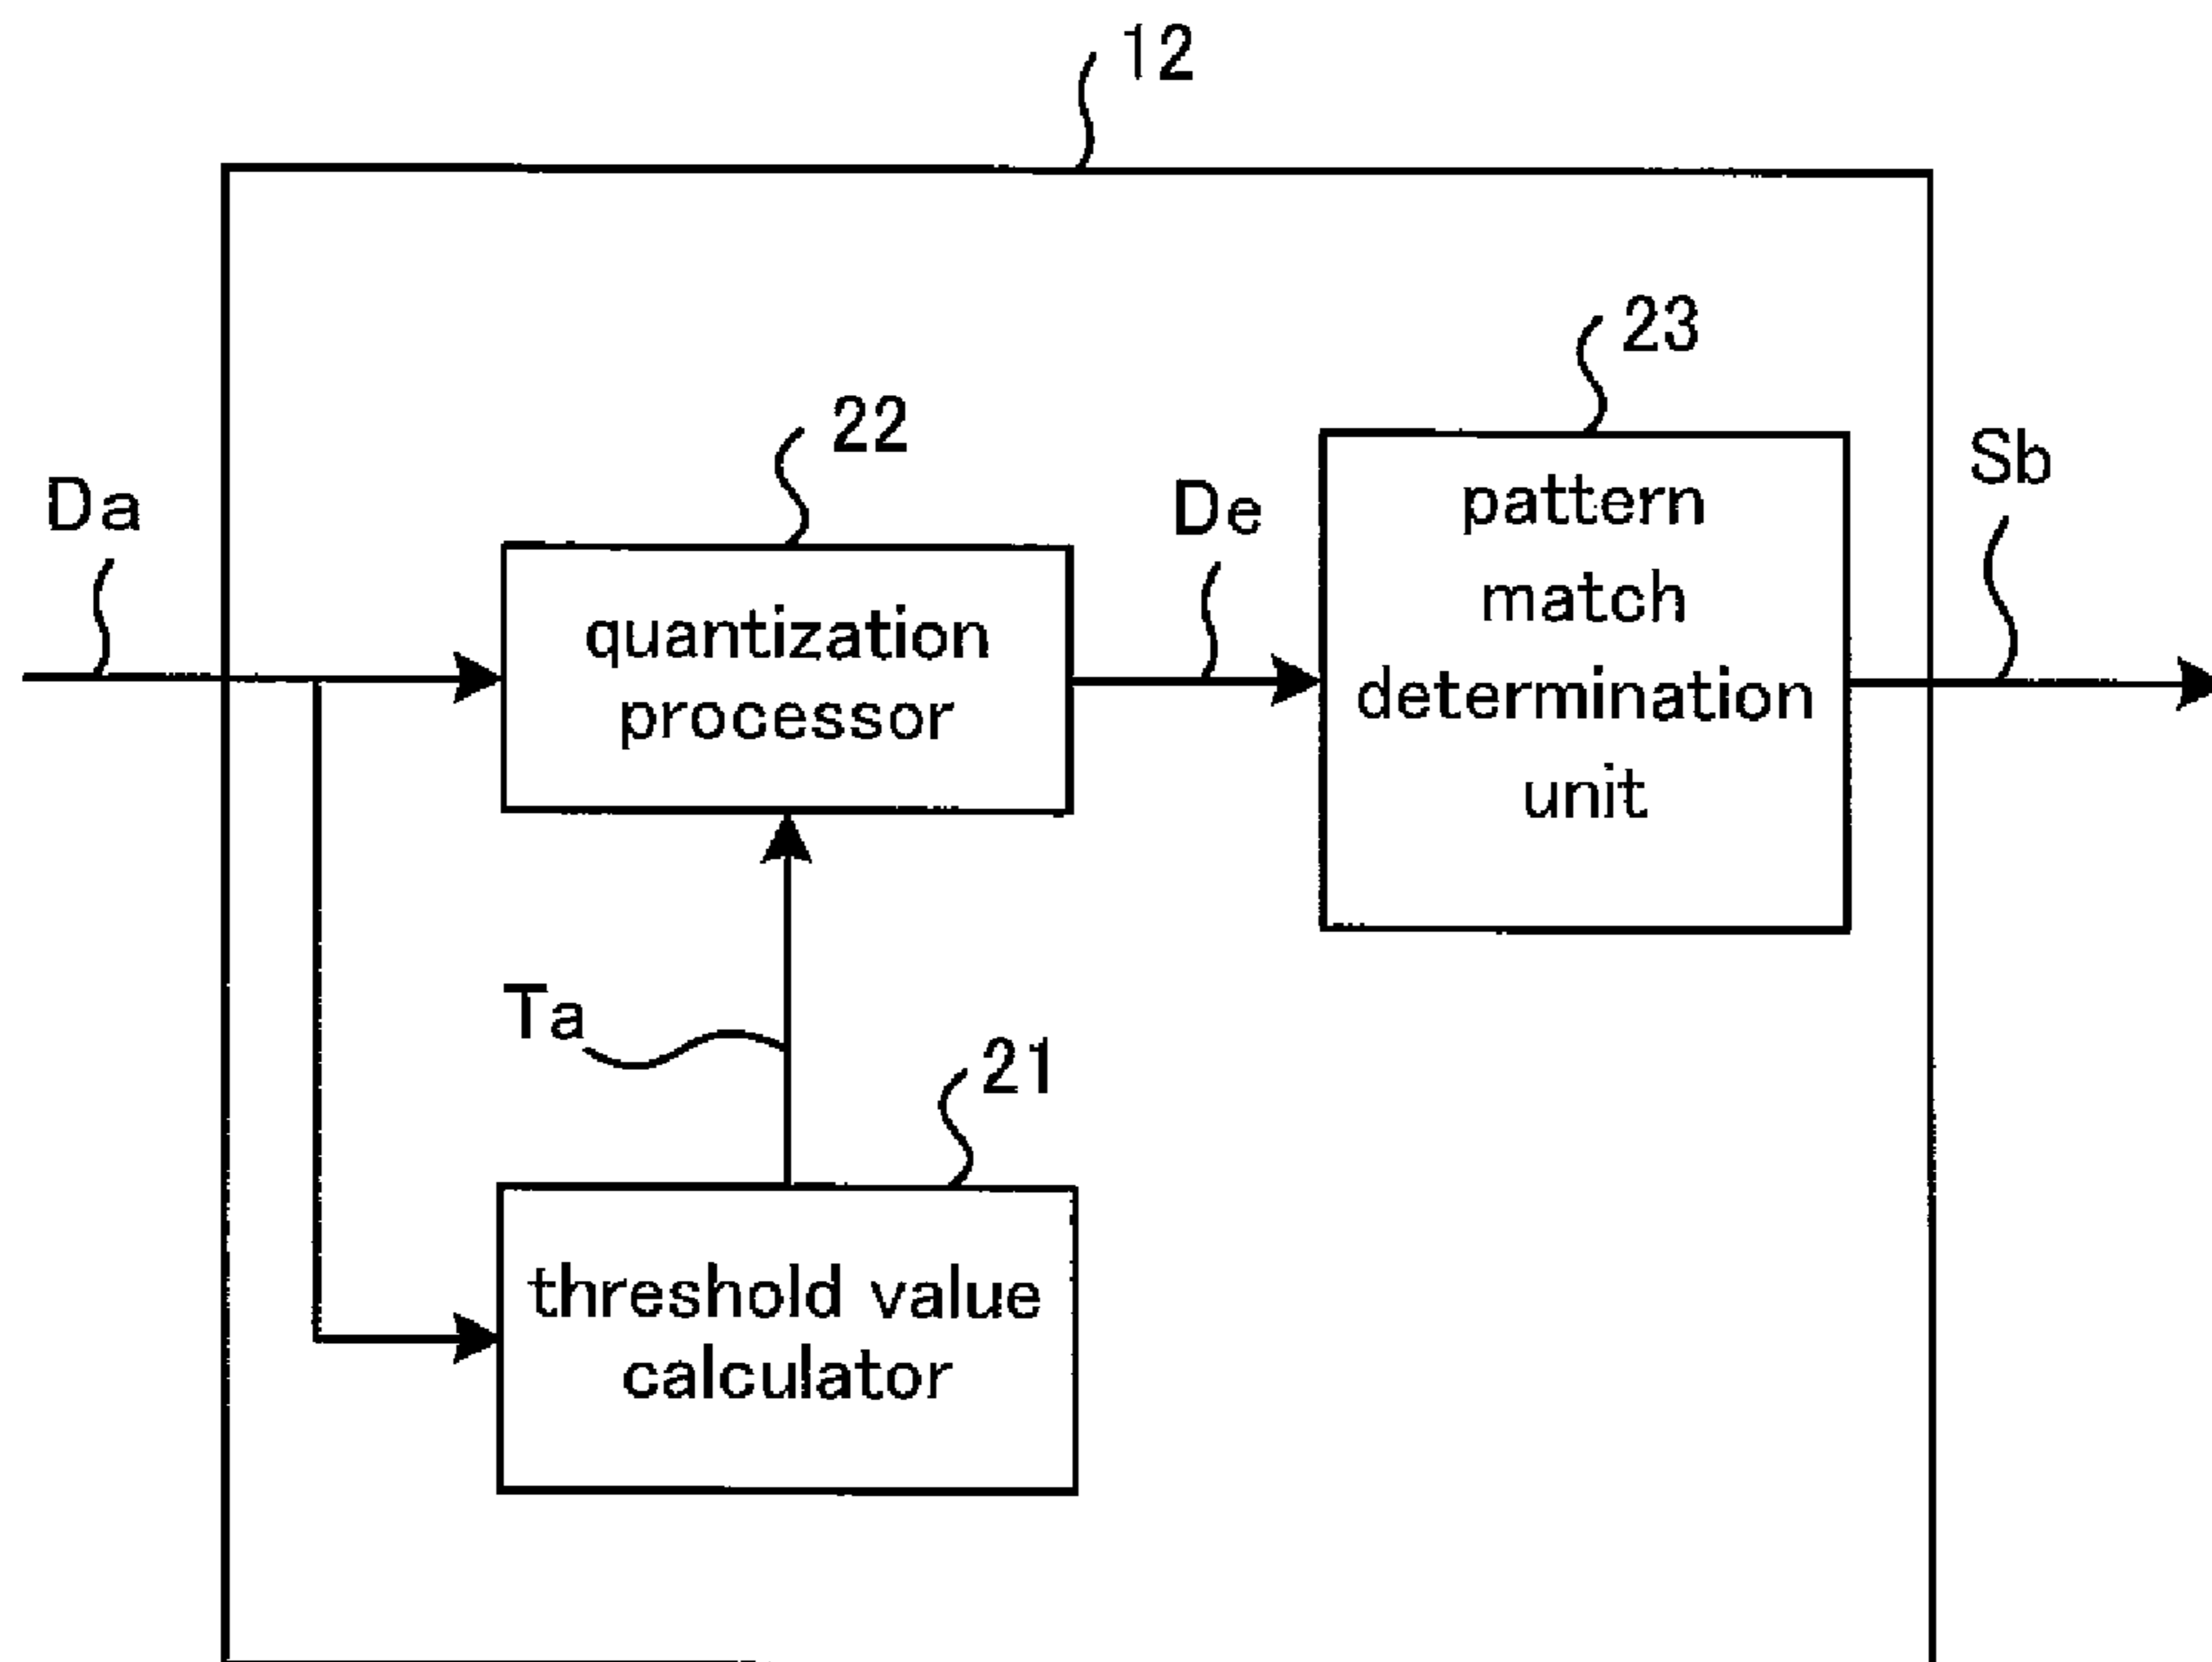 12
23
22
Sb
Da
De
pattern
match
determination
unit
quantization
processor
Ta
21
threshold value
calculator